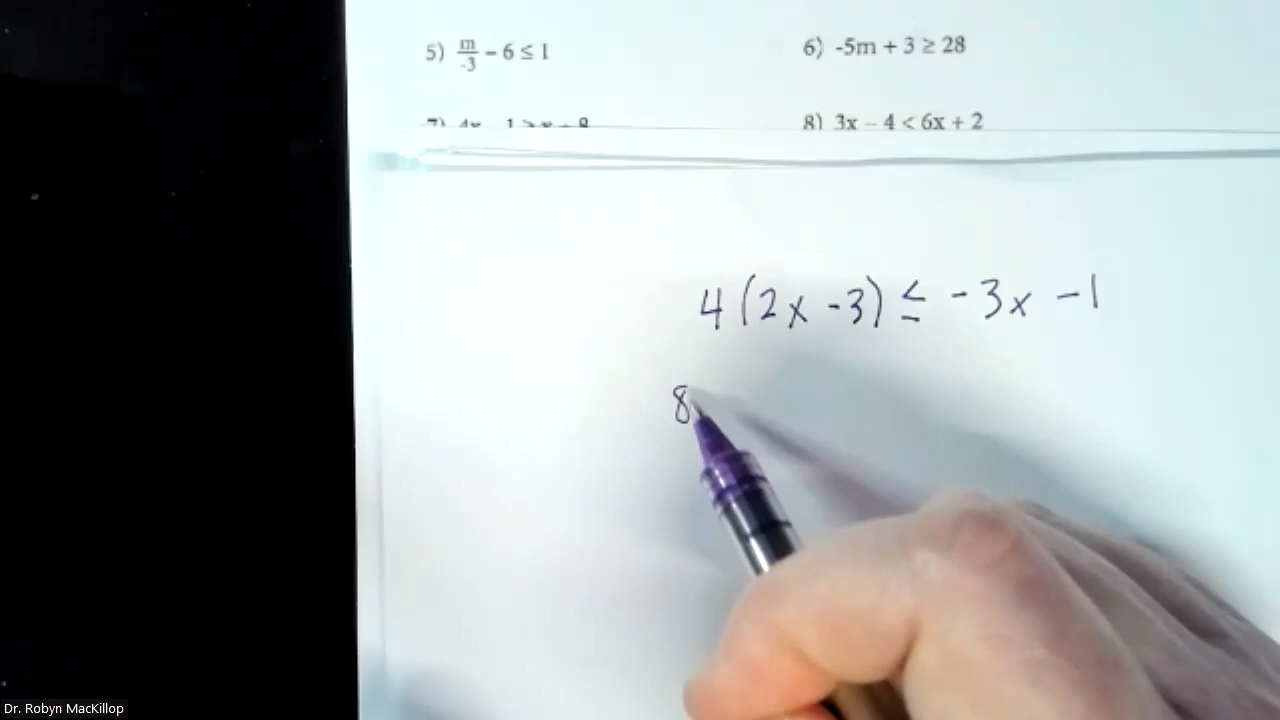 5) m/-3 – 6 ≤ 1
6) -5m + 3 ≥ 28
8) 3x – 4 < 6x + 2
4(2x - 3) ≤ - 3x - 1
8
Dr. Robyn MacKillop